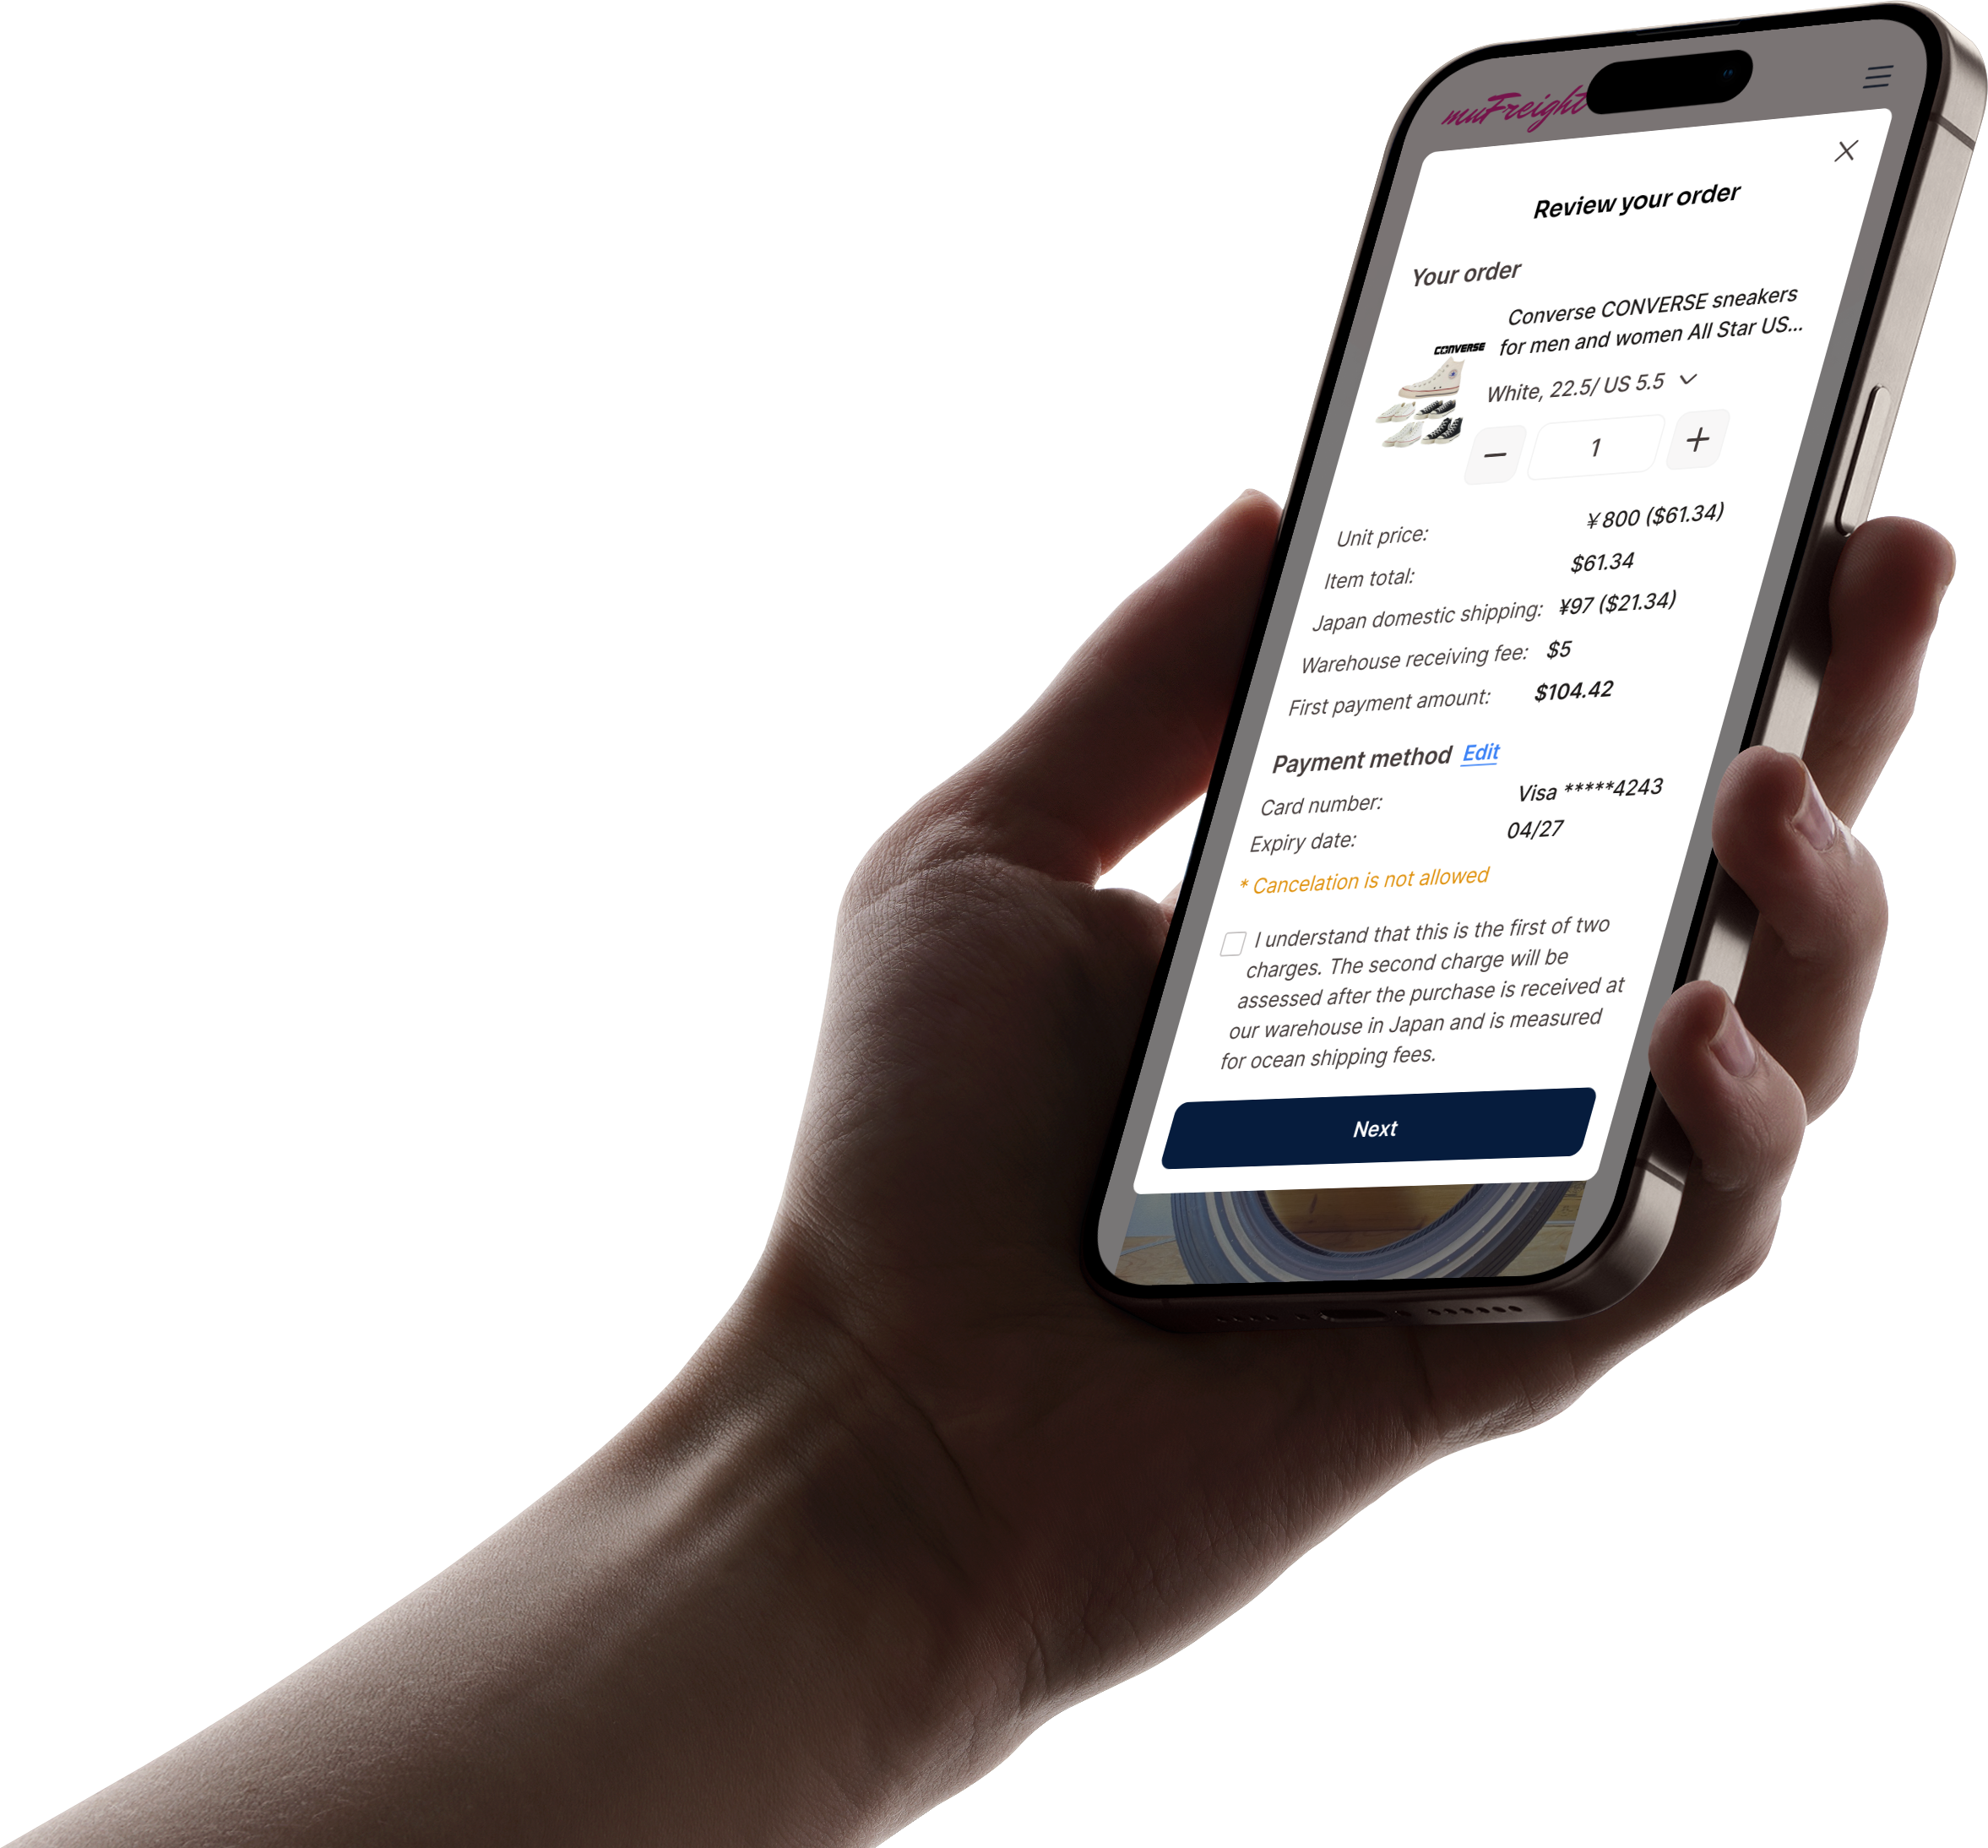 muFreight
Review your order
Your order
Converse CONVERSE sneakers
for men and women All Star US...
CONVERSE
White, 22.5/ US 5.5
1
Unit price: ¥800 ($61.34)
Item total: $61.34
Japan domestic shipping: ¥97 ($21.34)
Warehouse receiving fee: $5
First payment amount: $104.42
Payment method Edit
Card number: Visa *****4243
Expiry date: 04/27
* Cancelation is not allowed
I understand that this is the first of two
charges. The second charge will be
assessed after the purchase is received at
our warehouse in Japan and is measured
for ocean shipping fees.
Next